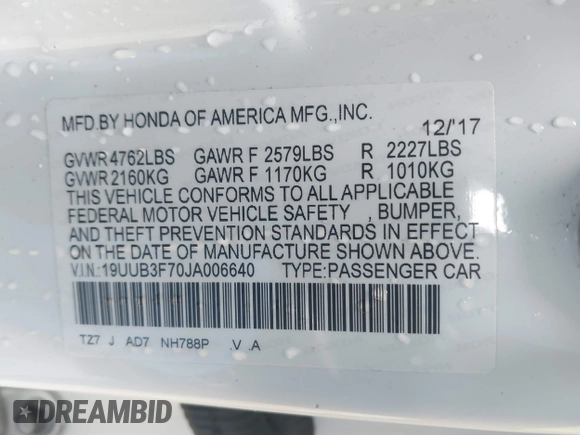 MFD.BY HONDA OF AMERICA MFG.,INC.
12/'17
GVWR 4762LBS GAWR F 2579LBS R 2227LBS
GVWR 2160KG GAWR F 1170KG R 1010KG
THIS VEHICLE CONFORMS TO ALL APPLICABLE
FEDERAL MOTOR VEHICLE SAFETY , BUMPER,
AND THEFT PREVENTION STANDARDS IN EFFECT
ON THE DATE OF MANUFACTURE SHOWN ABOVE.
V.I.N.:19UUB3F70JA006640 TYPE:PASSENGER CAR
TZ7 J AD7 NH788P .V .A
DREAMBID